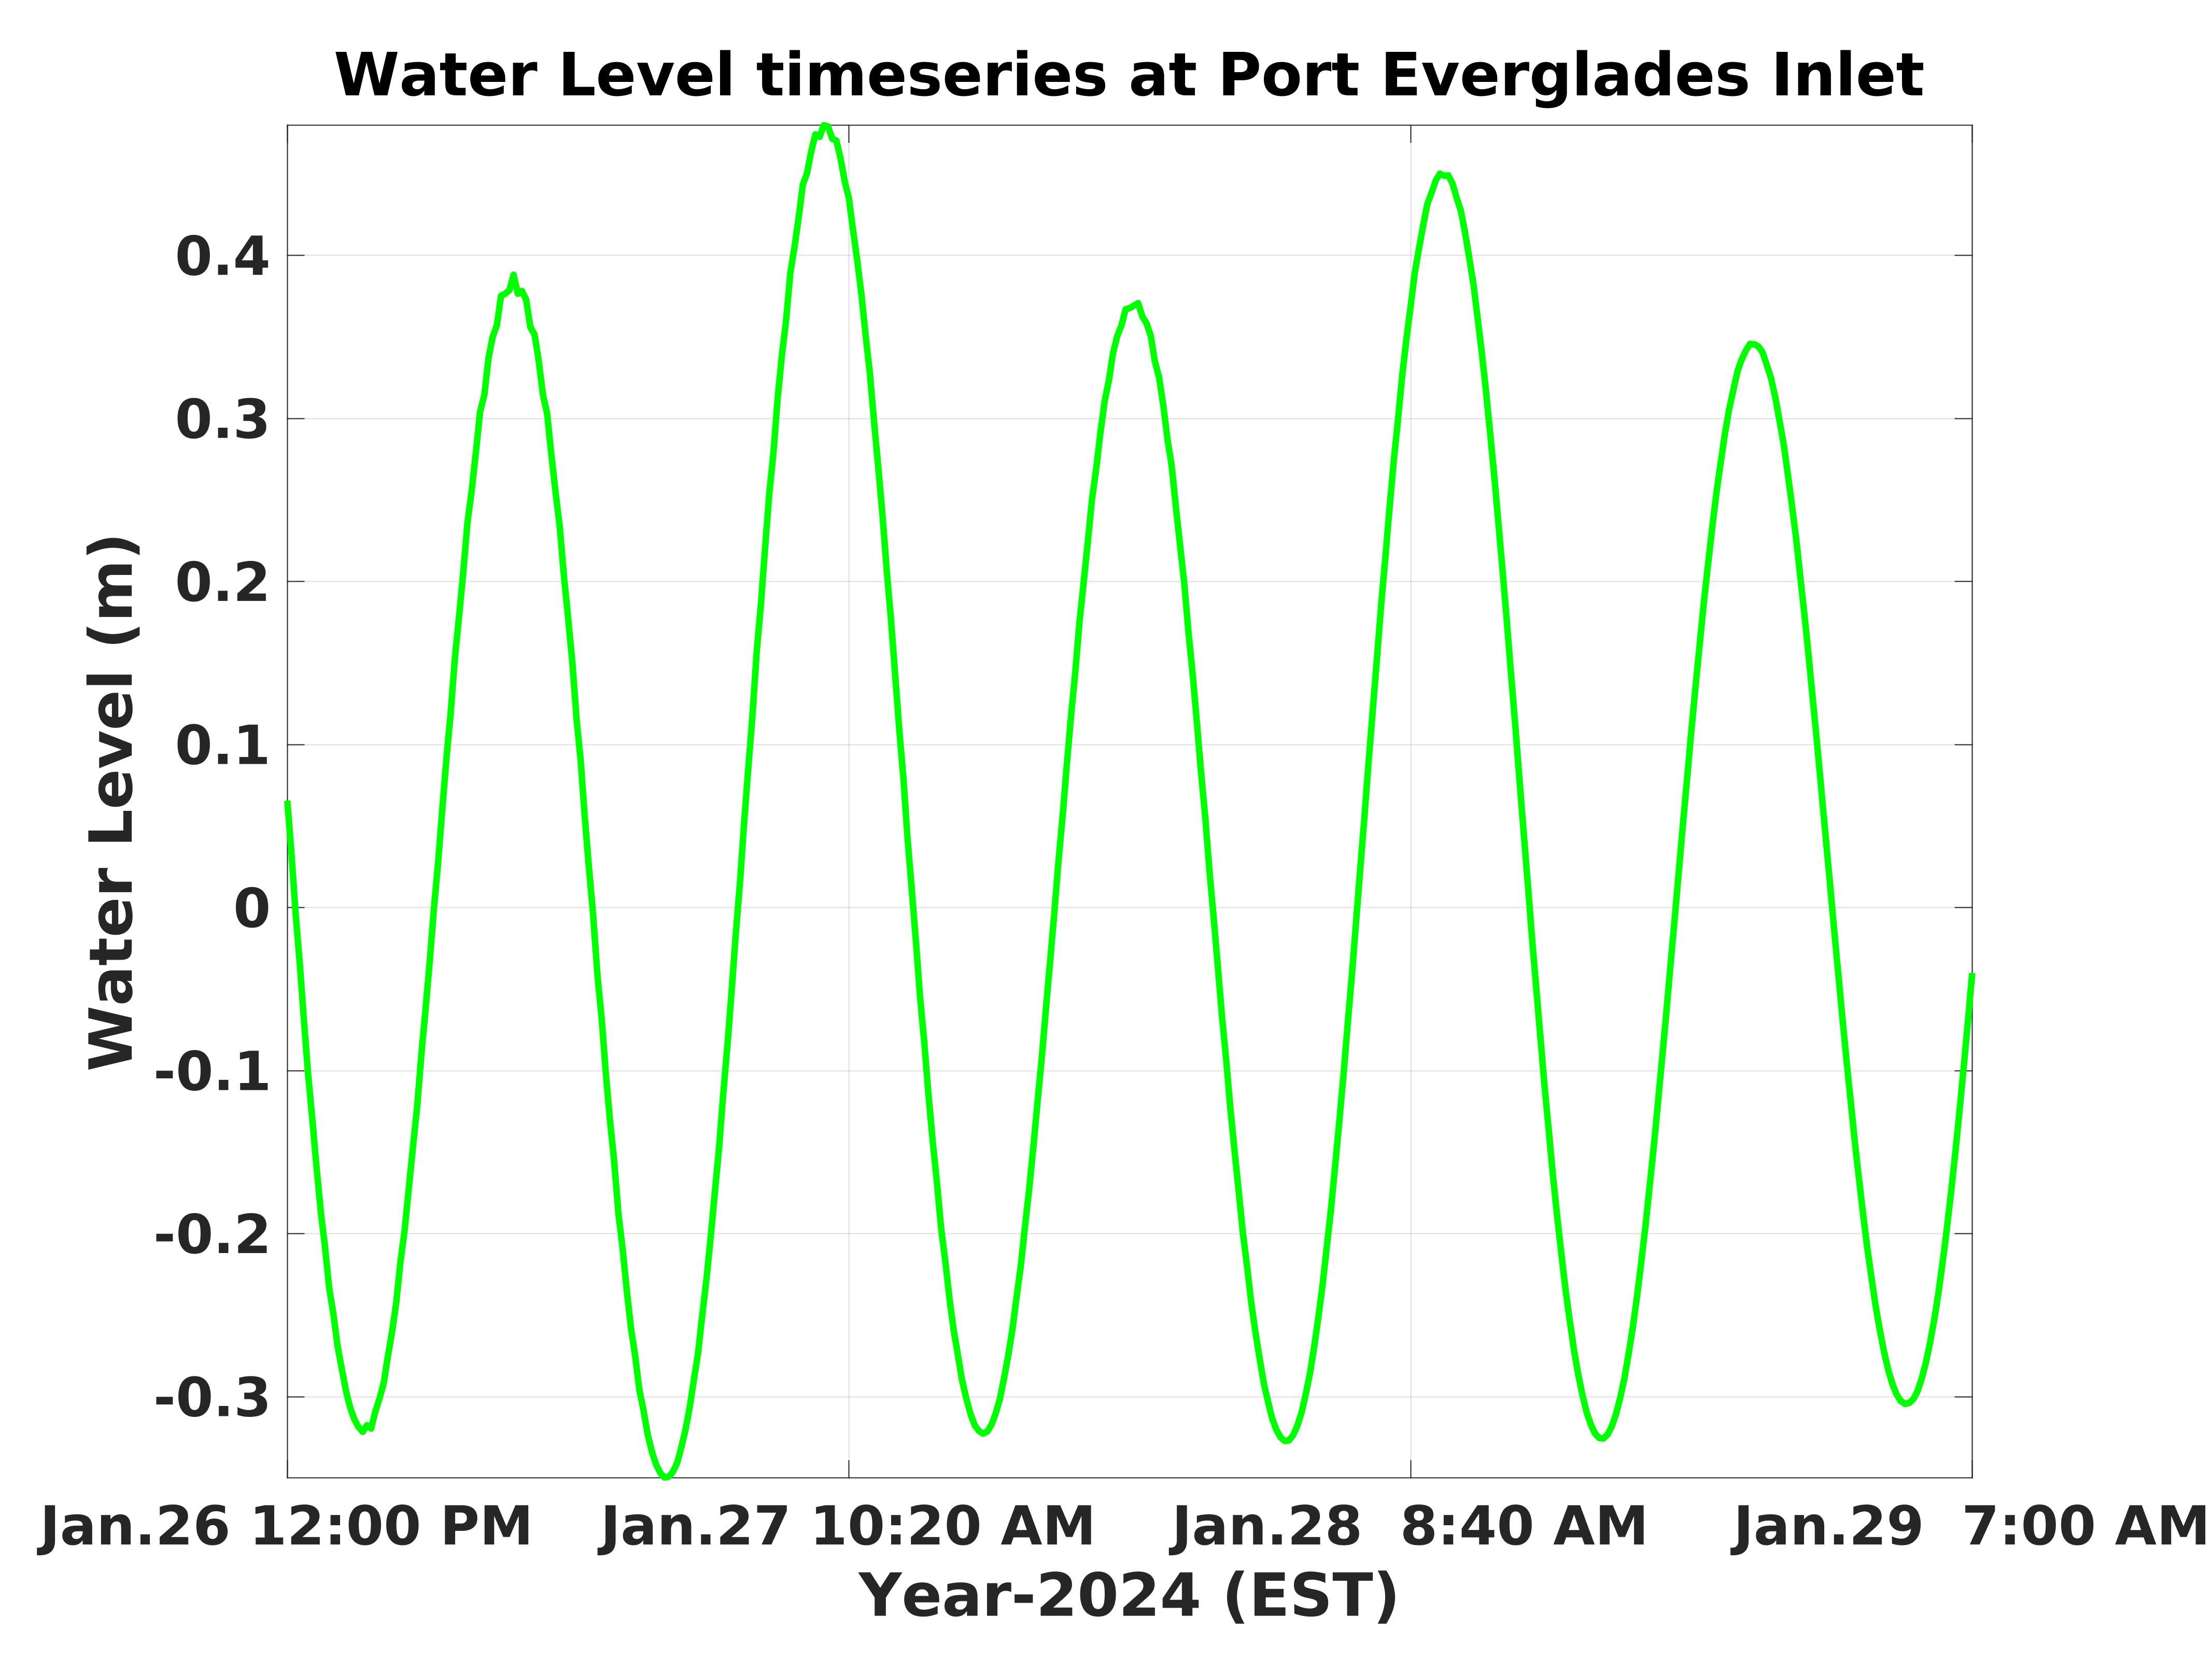 Water Level timeseries at Port Everglades Inlet
0.4
0.3
0.2
0.1
0
-0.1
-0.2
-0.3
Water Level (m)
Jan.26 12:00 PM Jan.27 10:20 AM Jan.28 8:40 AM Jan.29 7:00 AM
Year-2024 (EST)